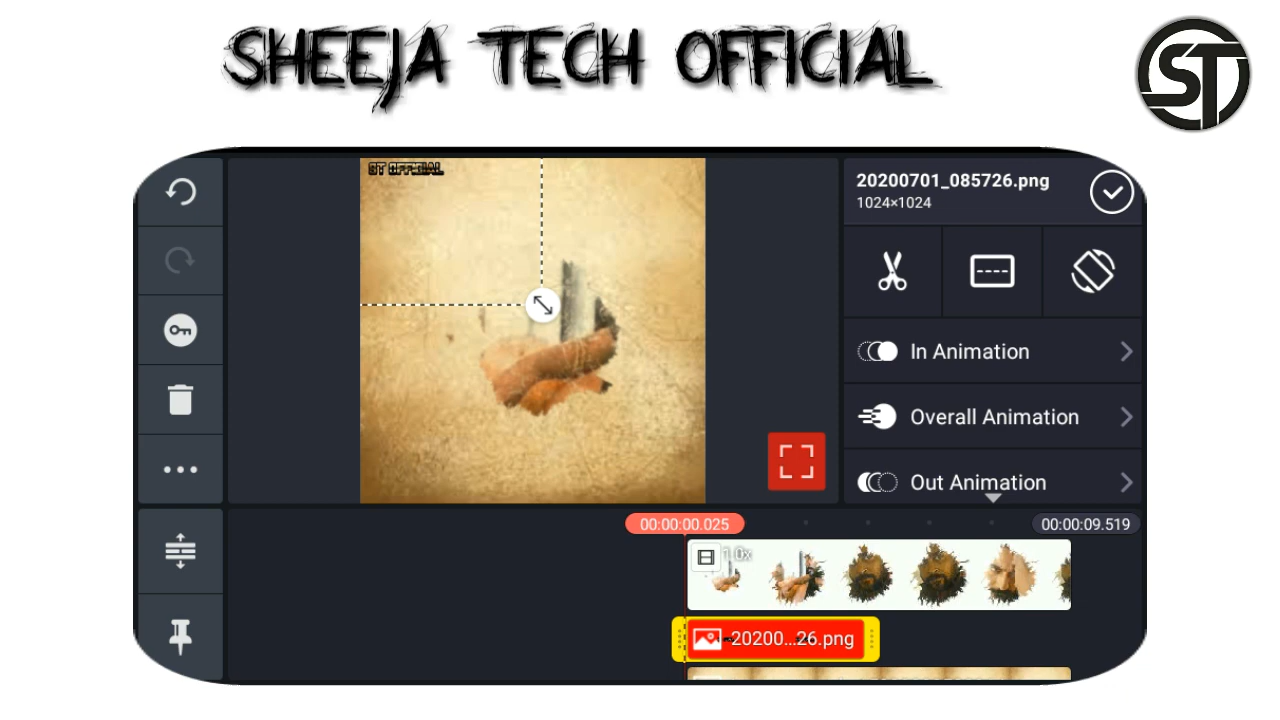 SHEEJA TECH OFFICIAL
ST
ST OFFICIAL
20200701_085726.png
1024×1024
In Animation
Overall Animation
Out Animation
00:00:00.025
00:00:09.519
1.0x
20200...26.png